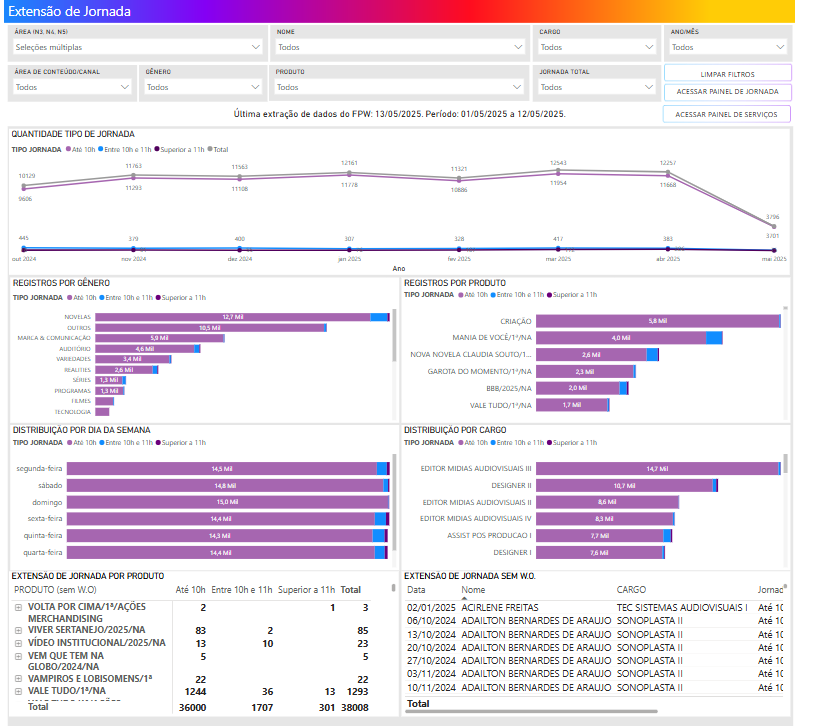 Extensão de Jornada
ÁREA (N3, N4, N5)
Seleções múltiplas
NOME
Todos
CARGO
Todos
ANO/MÊS
Todos
ÁREA DE CONTEÚDO/CANAL
Todos
GÊNERO
Todos
PRODUTO
Todos
JORNADA TOTAL
Todos
LIMPAR FILTROS
ACESSAR PAINEL DE JORNADA
ACESSAR PAINEL DE SERVIÇOS
Última extração de dados do FPW: 13/05/2025. Período: 01/05/2025 a 12/05/2025.
QUANTIDADE TIPO DE JORNADA
TIPO JORNADA Até 10h Entre 10h e 11h Superior a 11h Total
10129 11763 11563 12161 11321 12543 12257 3796
9606 11293 11108 11778 10886 11954 11668 3701
445 379 400 307 328 417 383
out 2024 nov 2024 dez 2024 jan 2025 fev 2025 mar 2025 abr 2025 mai 2025
Ano
REGISTROS POR GÊNERO
TIPO JORNADA Até 10h Entre 10h e 11h Superior a 11h
NOVELAS 12,7 Mil
OUTROS 10,5 Mil
MARCA & COMUNICAÇÃO 5,9 Mil
AUDITÓRIO 4,6 Mil
VARIEDADES 3,4 Mil
REALITIES 2,6 Mil
SÉRIES 1,3 Mil
PROGRAMAS 1,3 Mil
FILMES
TECNOLOGIA
REGISTROS POR PRODUTO
TIPO JORNADA Até 10h Entre 10h e 11h Superior a 11h
CRIAÇÃO 5,8 Mil
MANIA DE VOCÊ/1ª/NA 4,0 Mil
NOVA NOVELA CLAUDIA SOUTO/1... 2,6 Mil
GAROTA DO MOMENTO/1ª/NA 2,3 Mil
BBB/2025/NA 2,0 Mil
VALE TUDO/1ª/NA 1,7 Mil
DISTRIBUIÇÃO POR DIA DA SEMANA
TIPO JORNADA Até 10h Entre 10h e 11h Superior a 11h
segunda-feira 14,5 Mil
sábado 14,8 Mil
domingo 15,0 Mil
sexta-feira 14,4 Mil
quinta-feira 14,3 Mil
quarta-feira 14,4 Mil
DISTRIBUIÇÃO POR CARGO
TIPO JORNADA Até 10h Entre 10h e 11h Superior a 11h
EDITOR MIDIAS AUDIOVISUAIS III 14,7 Mil
DESIGNER II 10,7 Mil
EDITOR MIDIAS AUDIOVISUAIS II 8,6 Mil
EDITOR MIDIAS AUDIOVISUAIS IV 8,3 Mil
ASSIST POS PRODUCAO I 7,7 Mil
DESIGNER I 7,6 Mil
EXTENSÃO DE JORNADA POR PRODUTO
PRODUTO (sem W.O) Até 10h Entre 10h e 11h Superior a 11h Total
VOLTA POR CIMA/1ª/AÇÕES 2 1 3
MERCHANDISING
VIVER SERTANEJO/2025/NA 83 2 85
VÍDEO INSTITUCIONAL/2025/NA 13 10 23
VEM QUE TEM NA 5 5
GLOBO/2024/NA
VAMPIROS E LOBISOMENS/1ª 22 22
VALE TUDO/1ª/NA 1244 36 13 1293
Total 36000 1707 301 38008
EXTENSÃO DE JORNADA SEM W.O.
Data Nome CARGO Jornad
02/01/2025 ACIRLENE FREITAS TEC SISTEMAS AUDIOVISUAIS I Até 10
06/10/2024 ADAILTON BERNARDES DE ARAUJO SONOPLASTA II Até 10
13/10/2024 ADAILTON BERNARDES DE ARAUJO SONOPLASTA II Até 10
20/10/2024 ADAILTON BERNARDES DE ARAUJO SONOPLASTA II Até 10
27/10/2024 ADAILTON BERNARDES DE ARAUJO SONOPLASTA II Até 10
03/11/2024 ADAILTON BERNARDES DE ARAUJO SONOPLASTA II Até 10
10/11/2024 ADAILTON BERNARDES DE ARAUJO SONOPLASTA II Até 10
Total